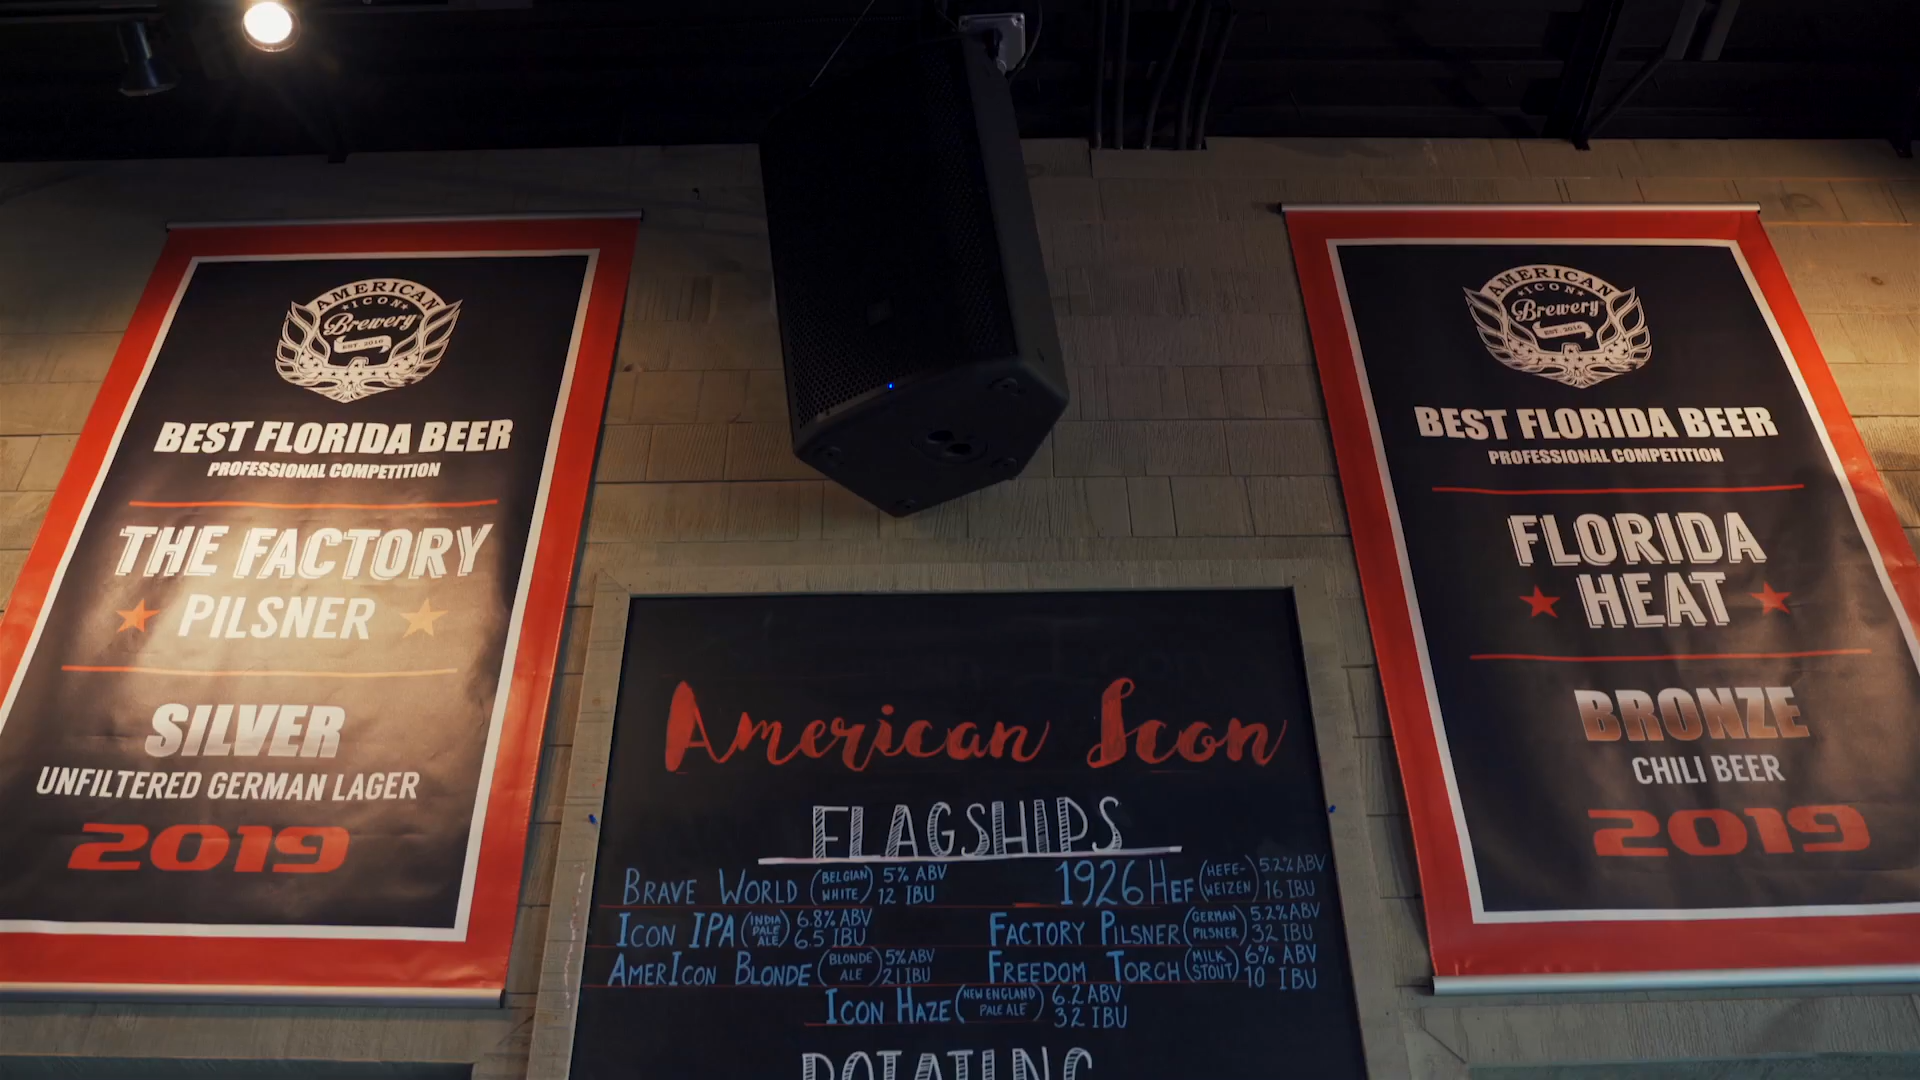 AMERICAN
ICON
Brewery
EST. 2016
BEST FLORIDA BEER
PROFESSIONAL COMPETITION
THE FACTORY
PILSNER
SILVER
UNFILTERED GERMAN LAGER
2019
American Icon
FLAGSHIPS
BRAVE WORLD (BELGIAN WHITE) 5% ABV 12 IBU
1926 HEF (HEFE-WEIZEN) 5.2% ABV 16 IBU
ICON IPA (INDIA PALE ALE) 6.8% ABV 6.5 IBU
FACTORY PILSNER (GERMAN PILSNER) 5.2% ABV 32 IBU
AMERICON BLONDE (BLONDE ALE) 5% ABV 21 IBU
FREEDOM TORCH (MILK STOUT) 6% ABV 10 IBU
ICON HAZE (NEW ENGLAND PALE ALE) 6.2 ABV 32 IBU
ROTATING
AMERICAN
ICON
Brewery
EST. 2016
BEST FLORIDA BEER
PROFESSIONAL COMPETITION
FLORIDA
HEAT
BRONZE
CHILI BEER
2019